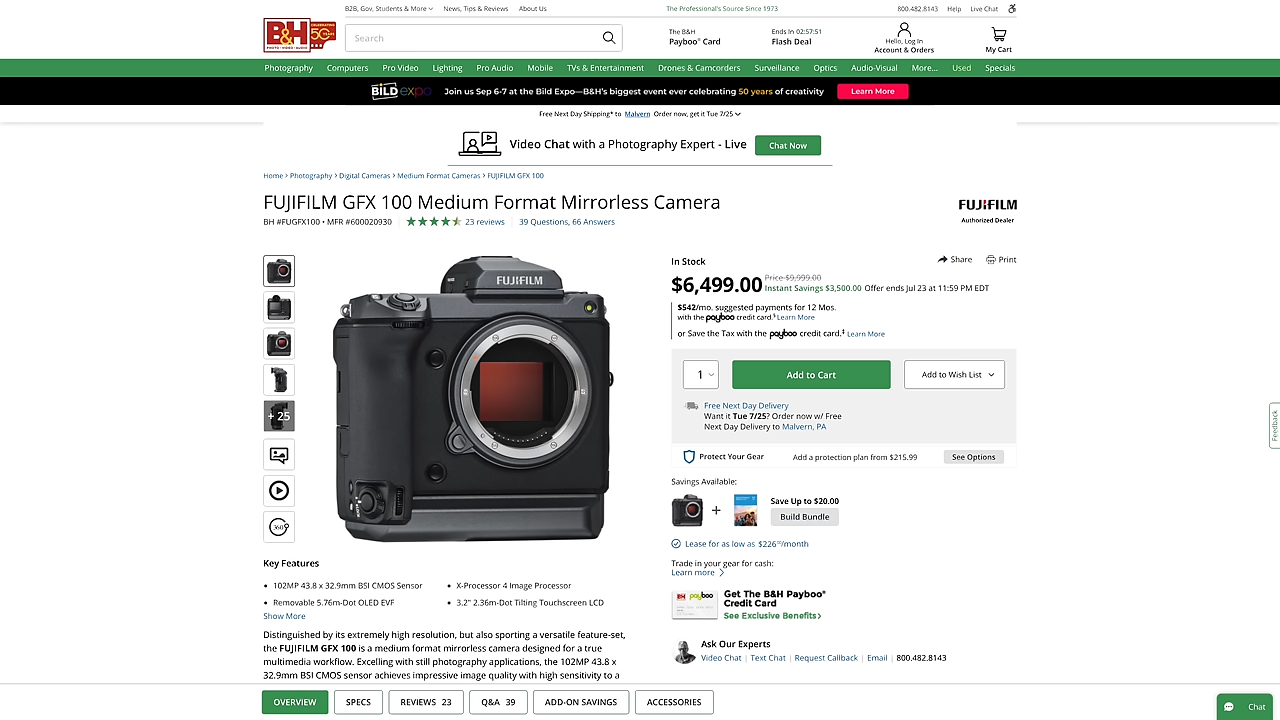 B2B, Gov, Students & More
News, Tips & Reviews
About Us
The Professional's Source Since 1973
800.482.8143
Help
Live Chat
B&H
PHOTO • VIDEO • AUDIO
CELEBRATING
50 YEARS
Search
The B&H
Payboo® Card
Ends In 02:57:51
Flash Deal
Hello, Log In
Account & Orders
My Cart
Photography
Computers
Pro Video
Lighting
Pro Audio
Mobile
TVs & Entertainment
Drones & Camcorders
Surveillance
Optics
Audio-Visual
More...
Used
Specials
BILD expo
Join us Sep 6-7 at the Bild Expo—B&H's biggest event ever celebrating 50 years of creativity
Learn More
Free Next Day Shipping* to Malvern Order now, get it Tue 7/25
Video Chat with a Photography Expert - Live
Chat Now
Home > Photography > Digital Cameras > Medium Format Cameras > FUJIFILM GFX 100
FUJIFILM GFX 100 Medium Format Mirrorless Camera
BH #FUGFX100 • MFR #600020930
23 reviews
39 Questions, 66 Answers
FUJIFILM
Authorized Dealer
+ 25
360
FUJIFILM
In Stock
Share
Print
$6,499.00
Price $9,999.00
Instant Savings $3,500.00 Offer ends Jul 23 at 11:59 PM EDT
$542/mo. suggested payments for 12 Mos.
with the payboo credit card.§ Learn More
or Save the Tax with the payboo credit card.‡ Learn More
1
Add to Cart
Add to Wish List
Free Next Day Delivery
Want it Tue 7/25? Order now w/ Free
Next Day Delivery to Malvern, PA
Protect Your Gear
Add a protection plan from $215.99
See Options
Savings Available:
+
Save Up to $20.00
Build Bundle
Lease for as low as $226⁰⁰/month
Trade in your gear for cash:
Learn more
Get The B&H Payboo®
Credit Card
See Exclusive Benefits
Ask Our Experts
Video Chat | Text Chat | Request Callback | Email | 800.482.8143
Key Features
• 102MP 43.8 x 32.9mm BSI CMOS Sensor
• X-Processor 4 Image Processor
• Removable 5.76m-Dot OLED EVF
• 3.2" 2.36m-Dot Tilting Touchscreen LCD
Show More
Distinguished by its extremely high resolution, but also sporting a versatile feature-set,
the FUJIFILM GFX 100 is a medium format mirrorless camera designed for a true
multimedia workflow. Excelling with still photography applications, the 102MP 43.8 x
32.9mm BSI CMOS sensor achieves impressive image quality with high sensitivity to a
Feedback
OVERVIEW
SPECS
REVIEWS 23
Q&A 39
ADD-ON SAVINGS
ACCESSORIES
Chat